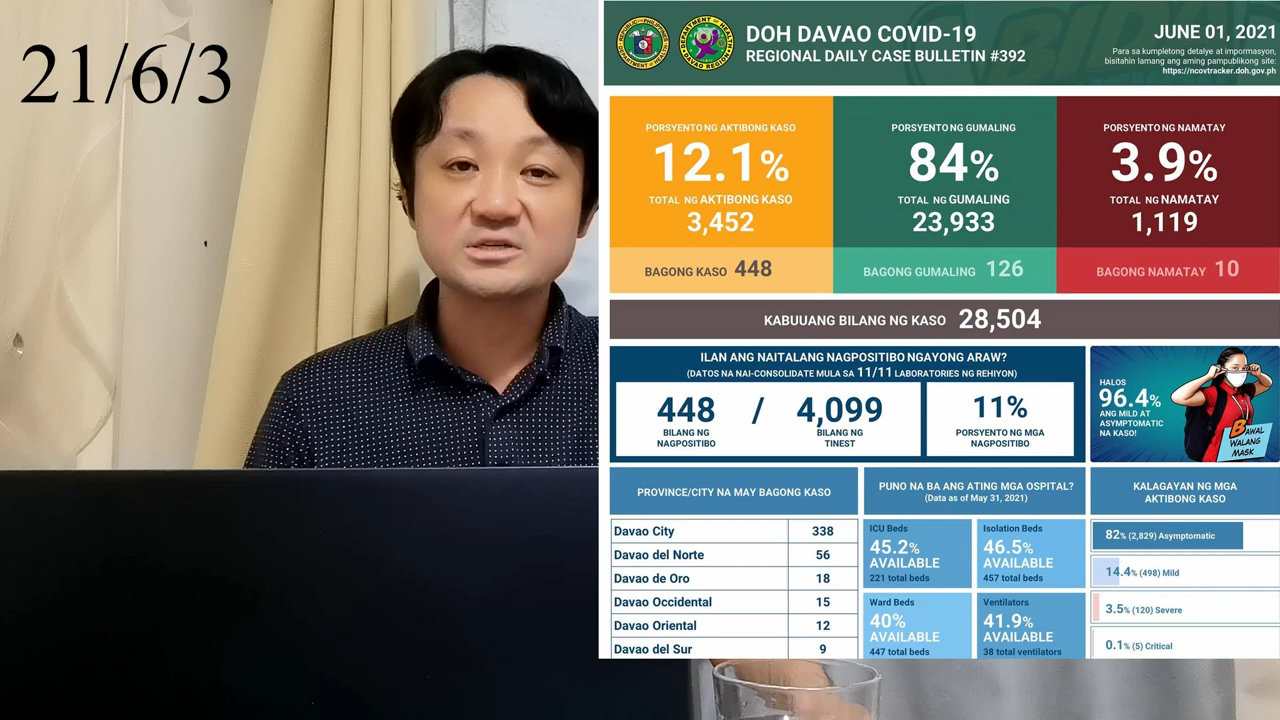 21/6/3
DOH DAVAO COVID-19
REGIONAL DAILY CASE BULLETIN #392
JUNE 01, 2021
Para sa kumpletong detalye at impormasyon,
bisitahin lamang ang aming pampublikong site:
https://ncovtracker.doh.gov.ph
PORSYENTO NG AKTIBONG KASO
12.1%
TOTAL NG AKTIBONG KASO
3,452
BAGONG KASO 448
PORSYENTO NG GUMALING
84%
TOTAL NG GUMALING
23,933
BAGONG GUMALING 126
PORSYENTO NG NAMATAY
3.9%
TOTAL NG NAMATAY
1,119
BAGONG NAMATAY 10
KABUUANG BILANG NG KASO 28,504
ILAN ANG NAITALANG NAGPOSITIBO NGAYONG ARAW?
(DATOS NA NAI-CONSOLIDATE MULA SA 11/11 LABORATORIES NG REHIYON)
448 / 4,099
BILANG NG NAGPOSITIBO
BILANG NG TINEST
11%
PORSYENTO NG MGA
NAGPOSITIBO
HALOS
96.4%
ANG MILD AT
ASYMPTOMATIC
NA KASO!
BAWAL
WALANG
MASK
PROVINCE/CITY NA MAY BAGONG KASO
Davao City 338
Davao del Norte 56
Davao de Oro 18
Davao Occidental 15
Davao Oriental 12
Davao del Sur 9
PUNO NA BA ANG ATING MGA OSPITAL?
(Data as of May 31, 2021)
ICU Beds
45.2%
AVAILABLE
221 total beds
Isolation Beds
46.5%
AVAILABLE
457 total beds
Ward Beds
40%
AVAILABLE
447 total beds
Ventilators
41.9%
AVAILABLE
38 total ventilators
KALAGAYAN NG MGA
AKTIBONG KASO
82% (2,829) Asymptomatic
14.4% (498) Mild
3.5% (120) Severe
0.1% (5) Critical